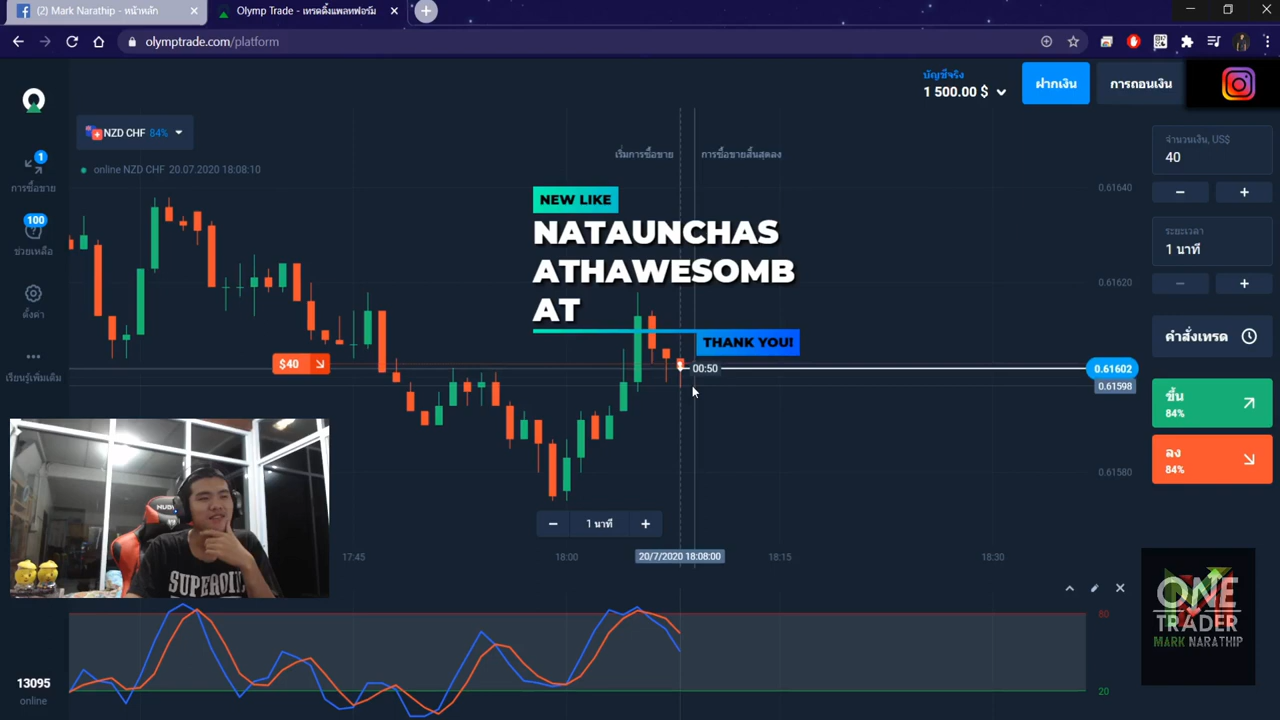 (2) Mark Narathip - หน้าหลัก
Olymp Trade - เทรดดิ้งแพลทฟอร์ม
olymptrade.com/platform
บัญชีจริง
1 500.00 $
ฝากเงิน
การถอนเงิน
NZD CHF 84%
online NZD CHF 20.07.2020 18:08:10
เริ่มการซื้อขาย
การซื้อขายสิ้นสุดลง
1
การซื้อขาย
100
ช่วยเหลือ
ตั้งค่า
เรียนรู้เพิ่มเติม
จำนวนเงิน, US$
40
ระยะเวลา
1 นาที
คำสั่งเทรด
ขึ้น
84%
ลง
84%
0.61640
0.61620
0.61602
0.61598
0.61580
NEW LIKE
NATAUNCHAS
ATHAWESOMB
AT
THANK YOU!
$40
00:50
1 นาที
17:45
18:00
20/7/2020 18:08:00
18:15
18:30
80
20
13095
online
SUPERDRY
ONE
TRADER
MARK NARATHIP